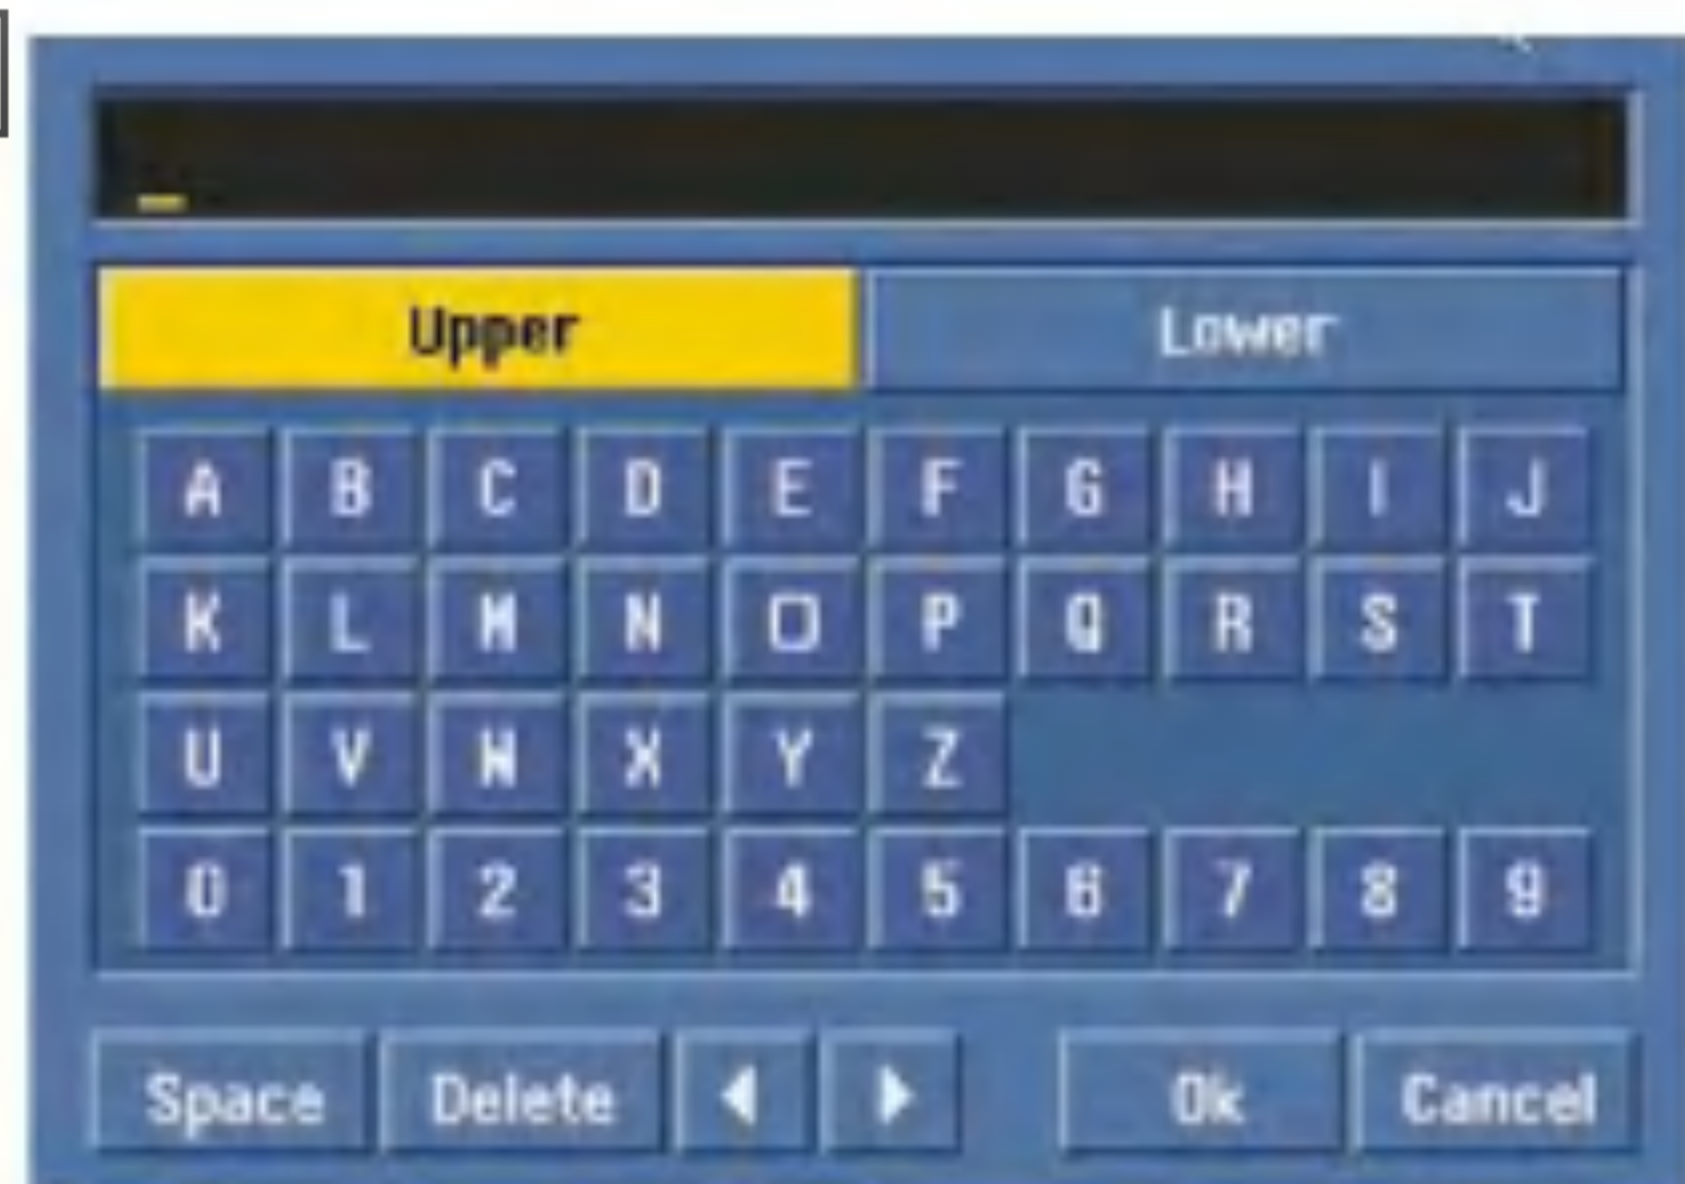 _
Upper Lower
A B C D E F G H I J
K L M N O P Q R S T
U V W X Y Z
0 1 2 3 4 5 6 7 8 9
Space Delete ◀ ▶ Ok Cancel